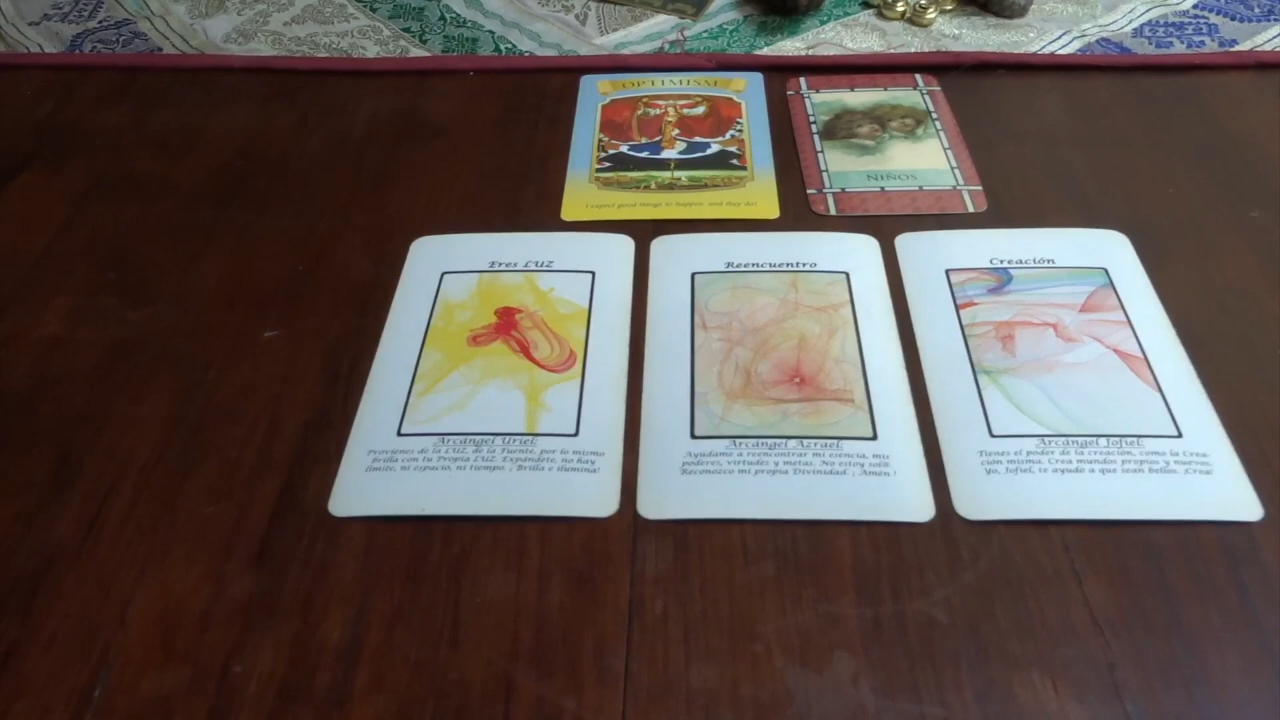 OPTIMISM
I expect good things to happen, and they do!
NIÑOS
Eres LUZ
Arcángel Uriel:
Provienes de la LUZ, de la Fuente, por lo mismo
Brilla con tu Propia LUZ. Expándete, no hay
límite, ni espacio, ni tiempo. ¡ Brilla e ilumina!
Reencuentro
Arcángel Azrael:
Ayúdame a reencontrar mi esencia, mis
poderes, virtudes y metas. No estoy sol@.
Reconozco mi propia Divinidad. ¡ Amén !
Creación
Arcángel Jofiel:
Tienes el poder de la creación, como la Crea-
ción misma. Crea mundos propios y nuevos.
Yo, Jofiel, te ayudo a que sean bellos. ¡Crea!